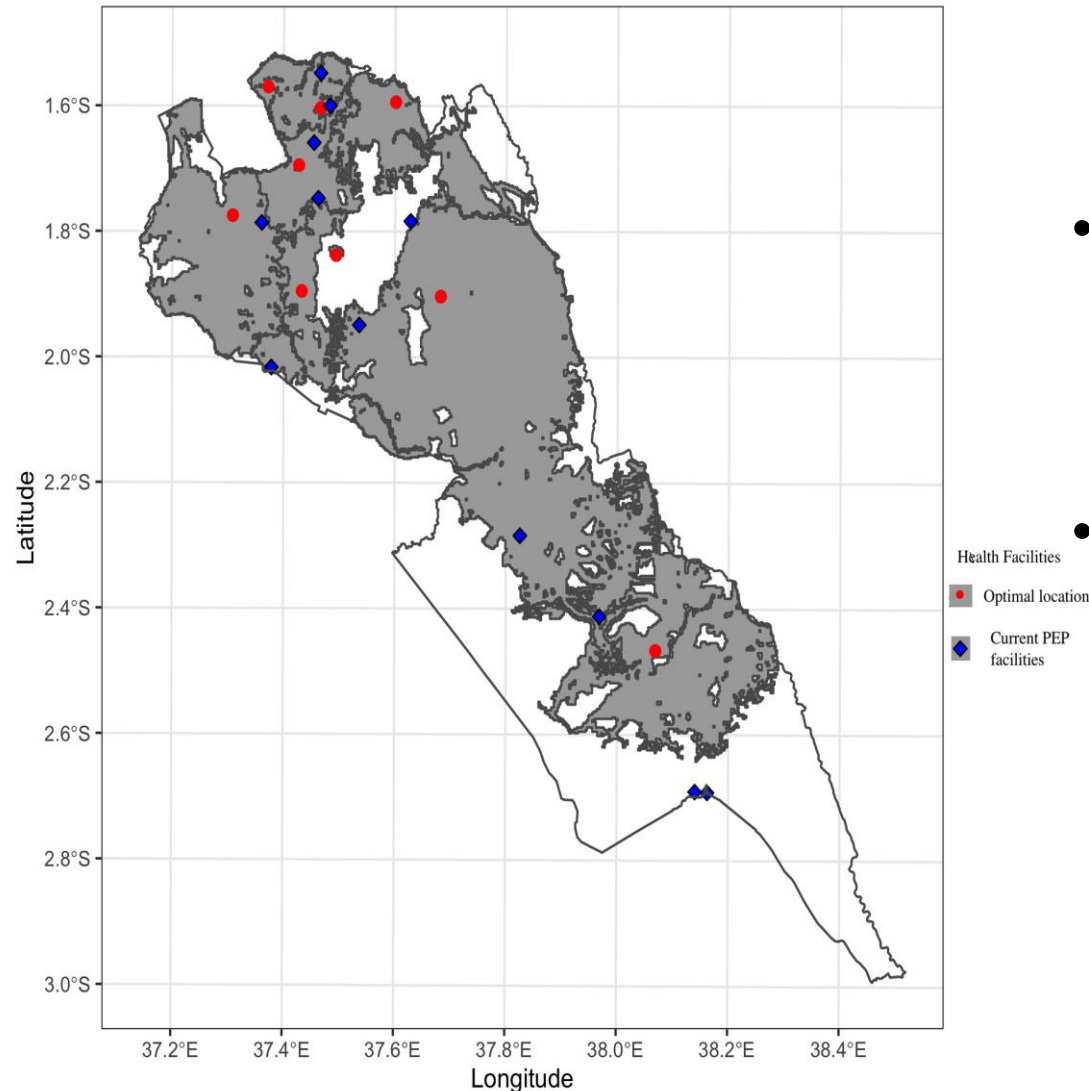 1.6°S
1.8°S
2.0°S
2.2°S
2.4°S
2.6°S
2.8°S
3.0°S
Latitude
37.2°E 37.4°E 37.6°E 37.8°E 38.0°E 38.2°E 38.4°E
Longitude
Health Facilities
Optimal location
Current PEP
facilities